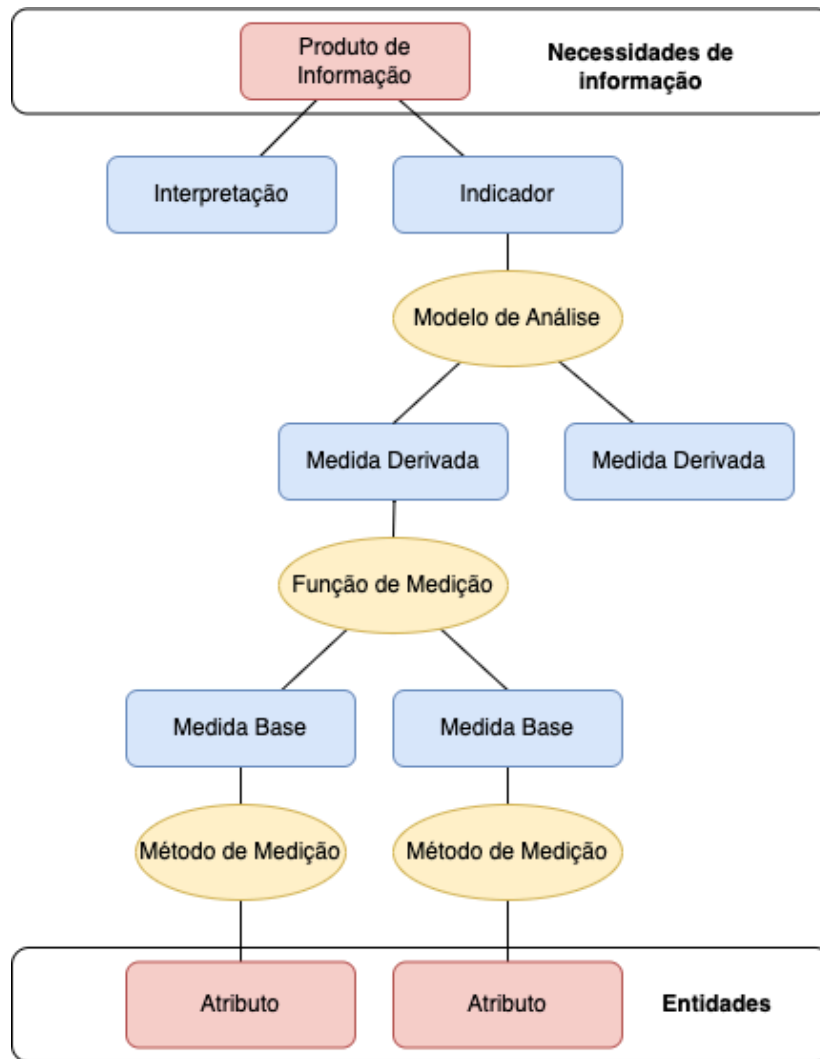 Produto de
Informação
Necessidades de
informação
Interpretação
Indicador
Modelo de Análise
Medida Derivada
Medida Derivada
Função de Medição
Medida Base
Medida Base
Método de Medição
Método de Medição
Atributo
Atributo
Entidades